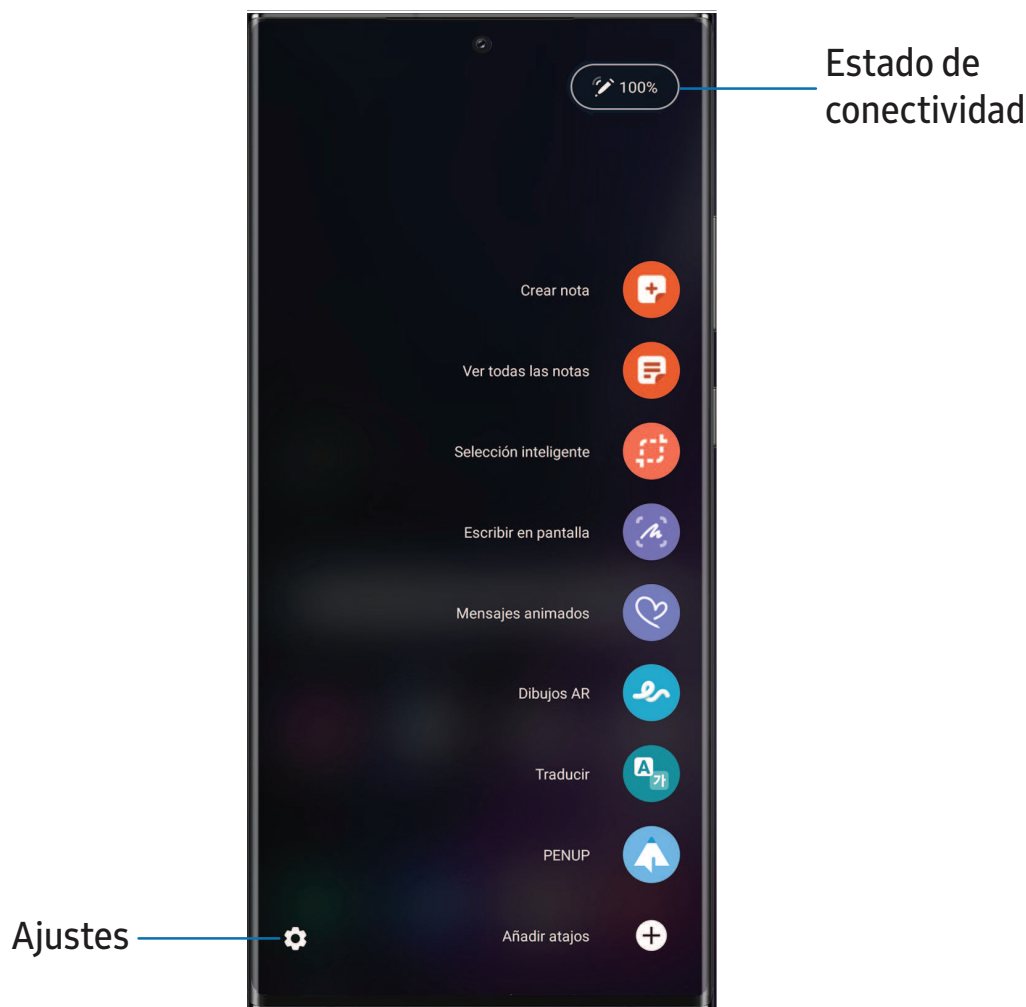 Estado de
conectividad
100%
Crear nota
Ver todas las notas
Selección inteligente
Escribir en pantalla
Mensajes animados
Dibujos AR
Traducir
A
가
PENUP
Ajustes
Añadir atajos